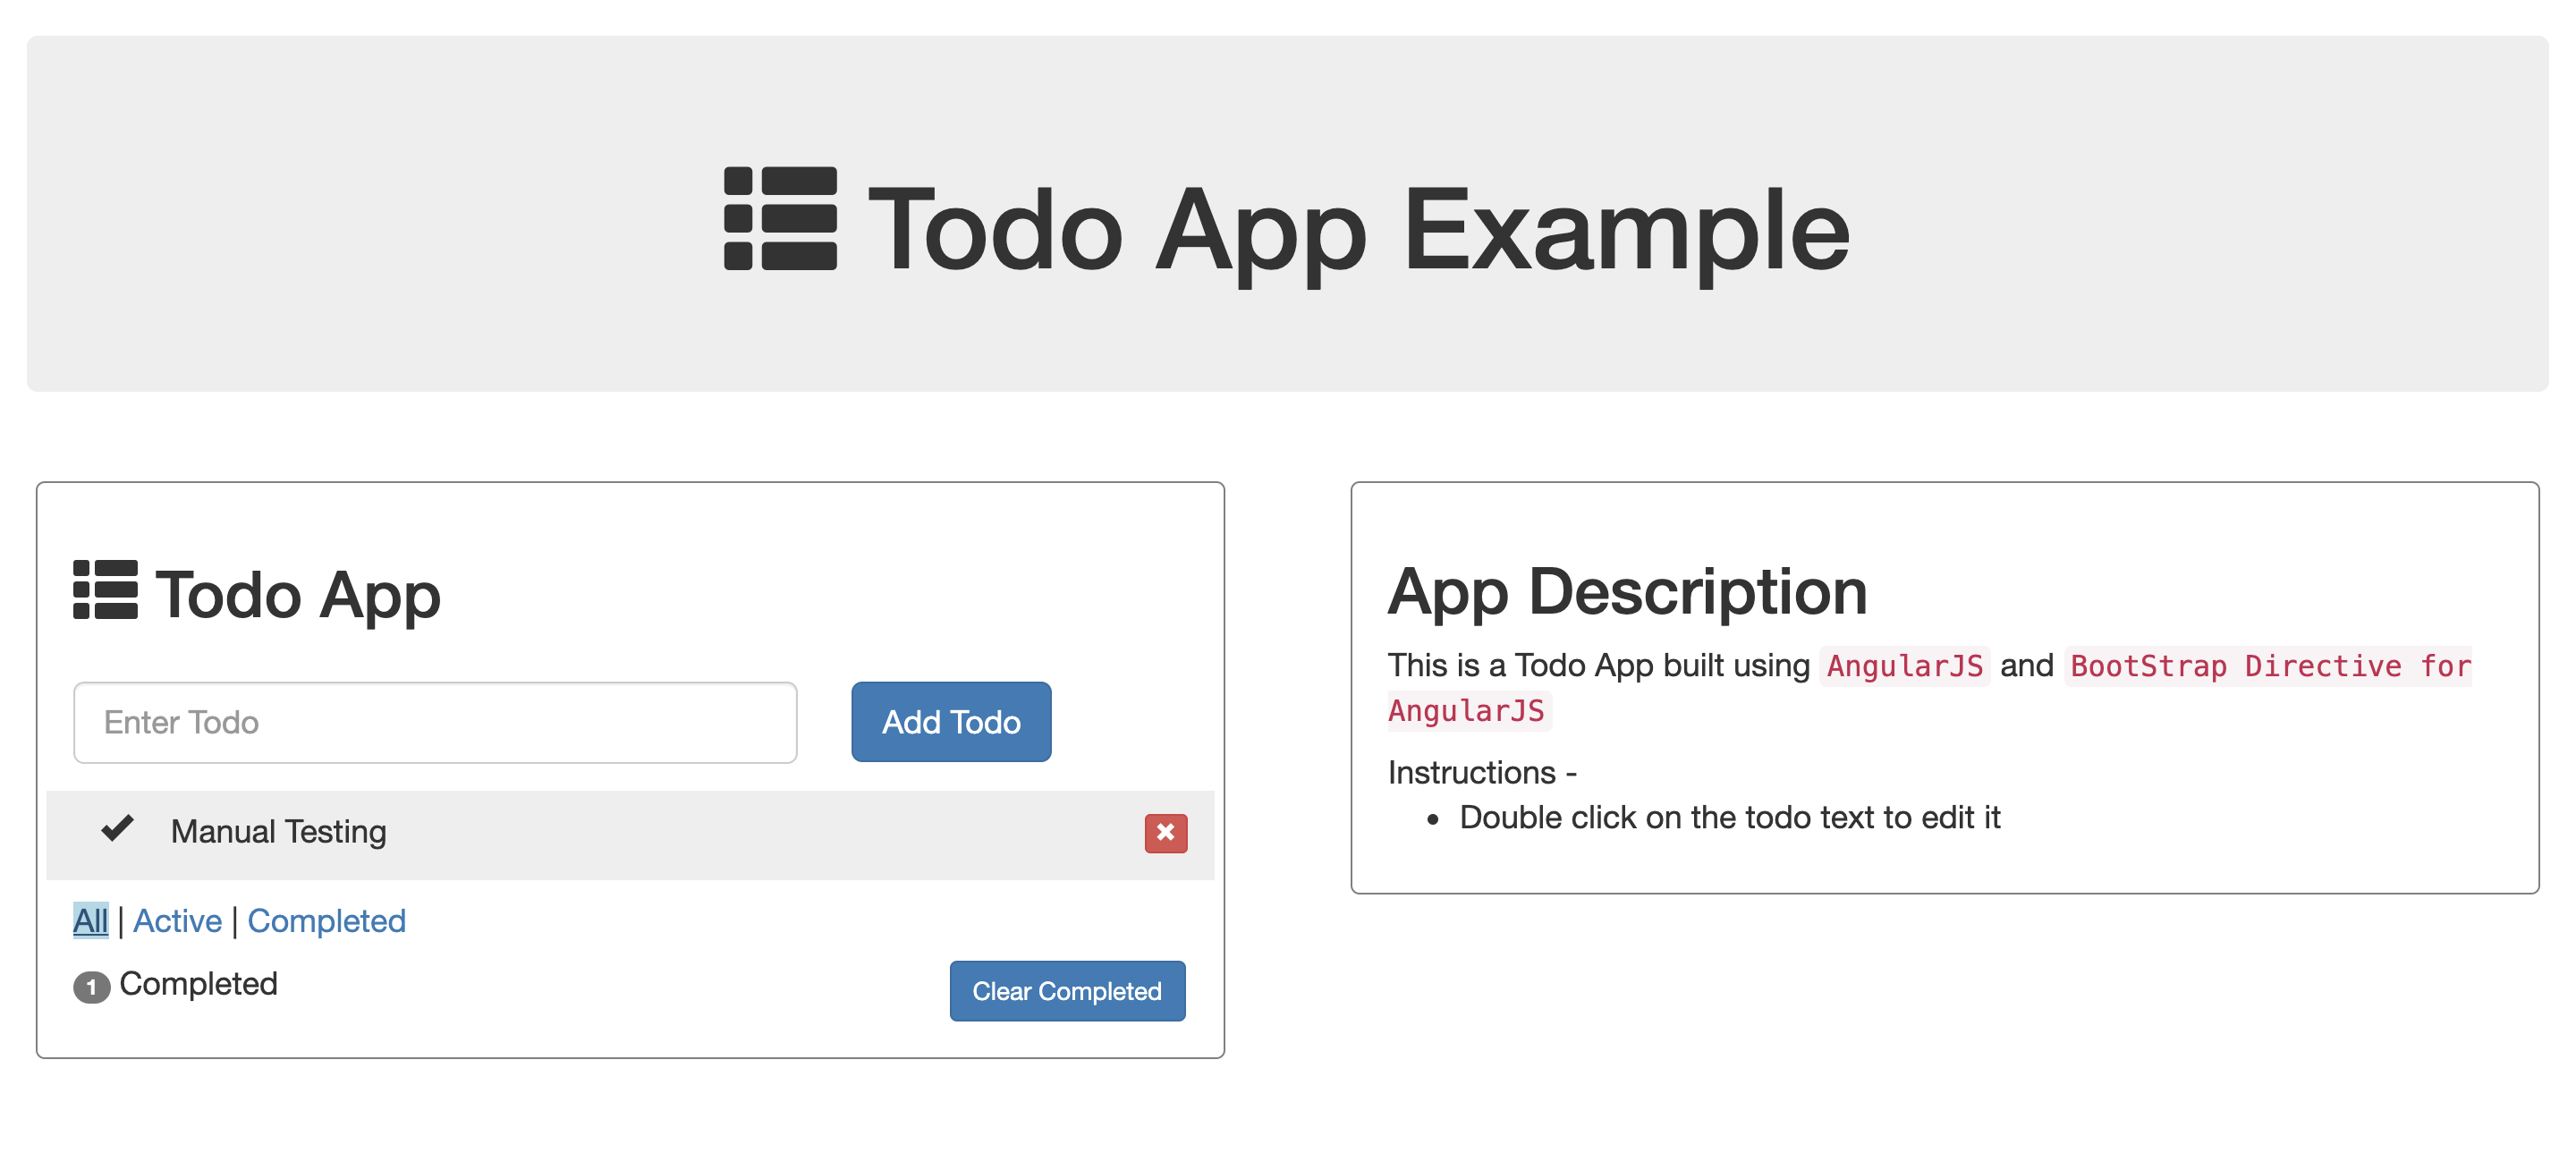 Todo App Example
Todo App
Enter Todo
Add Todo
Manual Testing
All | Active | Completed
1 Completed
Clear Completed
App Description
This is a Todo App built using AngularJS and BootStrap Directive for
AngularJS
Instructions -
• Double click on the todo text to edit it